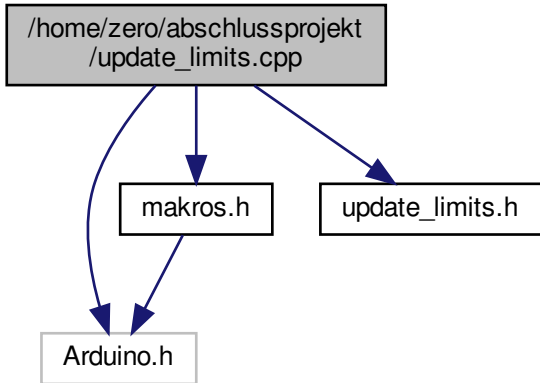 /home/zero/abschlussprojekt
/update_limits.cpp
makros.h
update_limits.h
Arduino.h